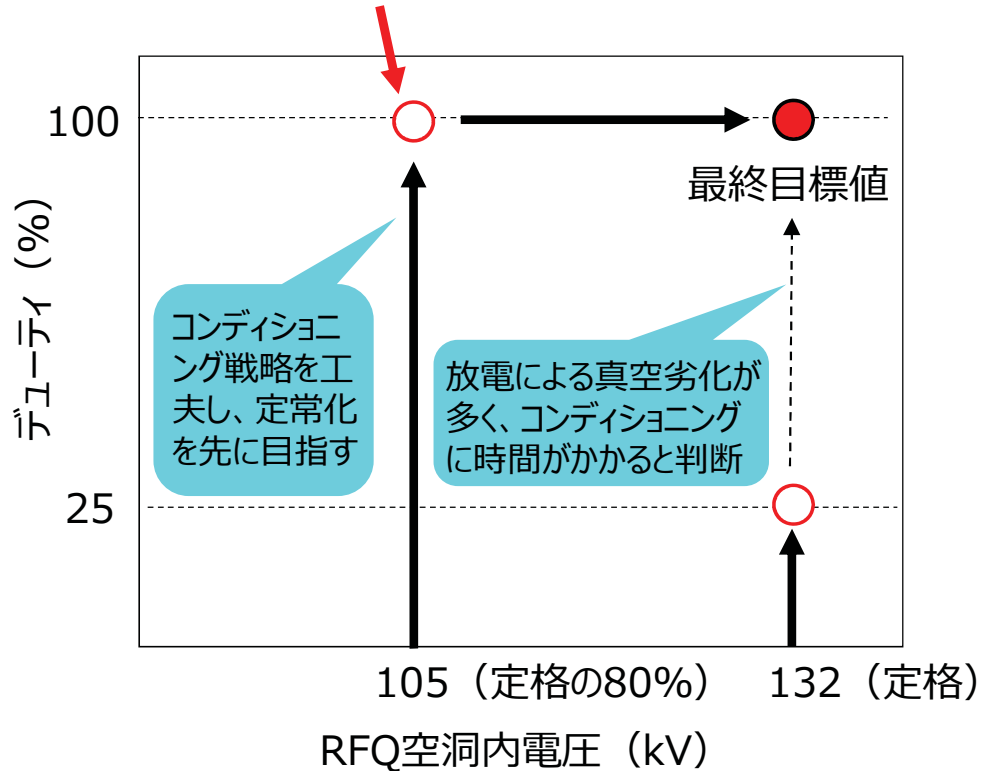 100
最終目標値
デューティ（%）
コンディショニ
ング戦略を工
夫し、定常化
を先に目指す
放電による真空劣化が
多く、コンディショニング
に時間がかかると判断
25
105（定格の80%）
132（定格）
RFQ空洞内電圧（kV）